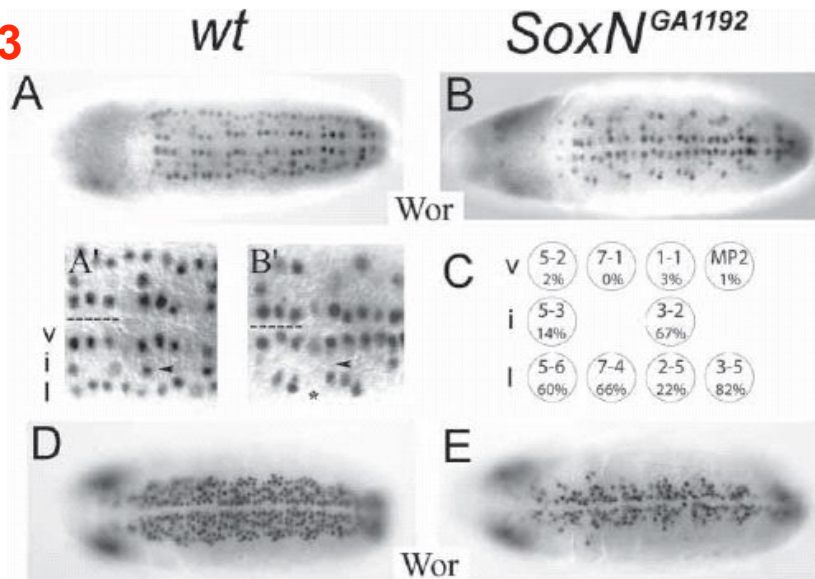 3
wt SoxN GA1192
A B
Wor
A' B' C
v 5-2 7-1 1-1 MP2
2% 0% 3% 1%
i 5-3 3-2
14% 67%
v
i
l
*
l 5-6 7-4 2-5 3-5
60% 66% 22% 82%
D E
Wor